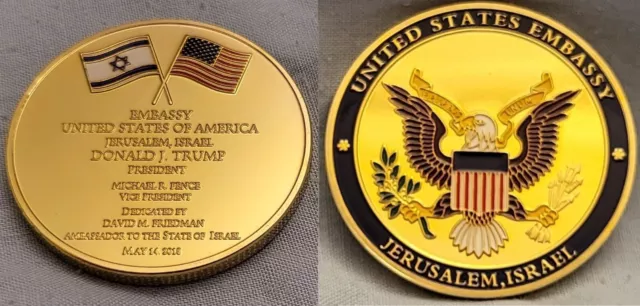 EMBASSY
UNITED STATES OF AMERICA
JERUSALEM, ISRAEL
DONALD J. TRUMP
PRESIDENT
MICHAEL R. PENCE
VICE PRESIDENT
DEDICATED BY
DAVID M. FRIEDMAN
AMBASSADOR TO THE STATE OF ISRAEL
MAY 14, 2018
UNITED STATES EMBASSY
JERUSALEM, ISRAEL